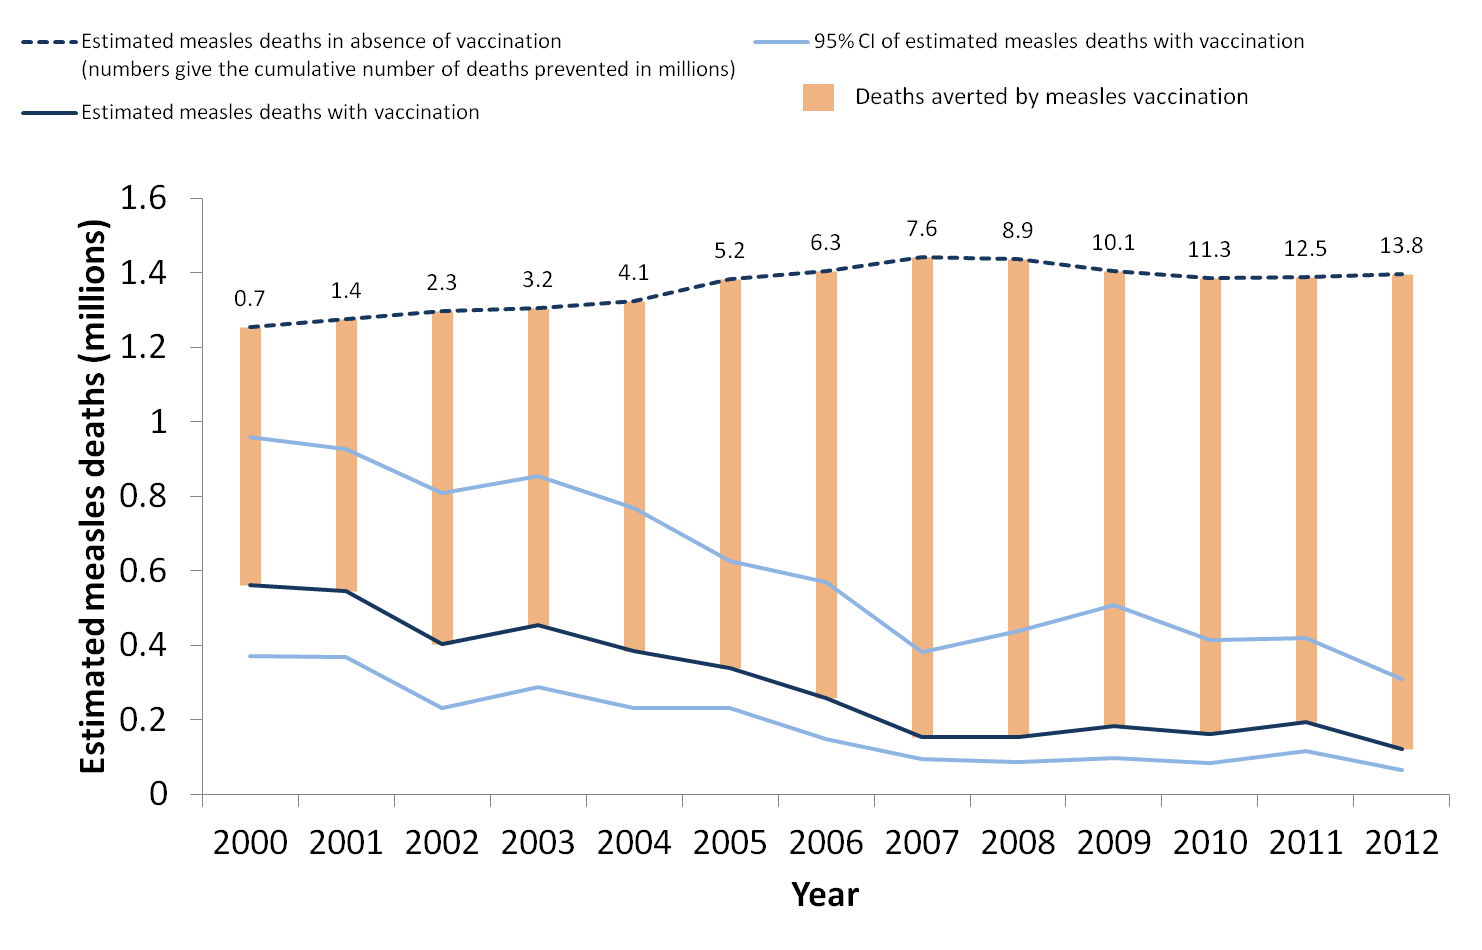 Estimated measles deaths in absence of vaccination
(numbers give the cumulative number of deaths prevented in millions)
Estimated measles deaths with vaccination
95% CI of estimated measles deaths with vaccination
Deaths averted by measles vaccination
Estimated measles deaths (millions)
1.6
1.4
1.2
1
0.8
0.6
0.4
0.2
0
0.7 1.4 2.3 3.2 4.1 5.2 6.3 7.6 8.9 10.1 11.3 12.5 13.8
2000 2001 2002 2003 2004 2005 2006 2007 2008 2009 2010 2011 2012
Year